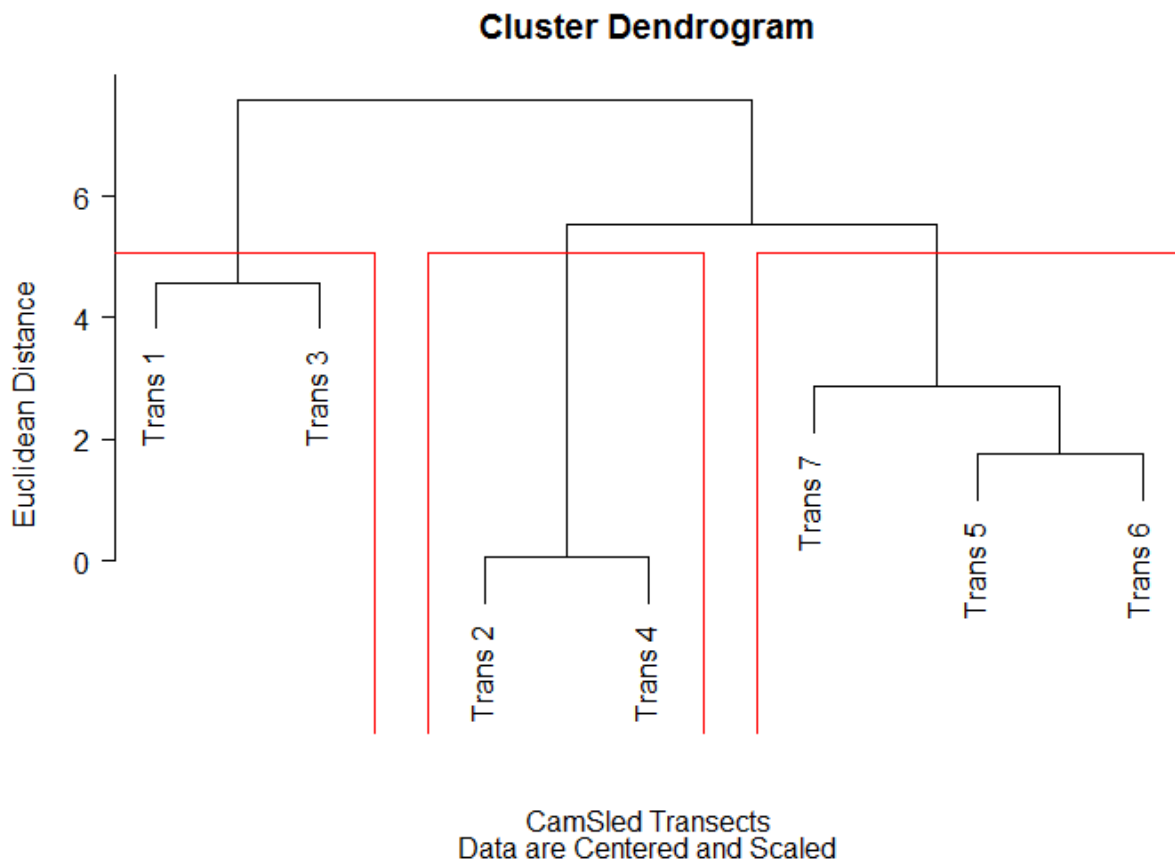 Cluster Dendrogram
Euclidean Distance
6
4
2
0
Trans 1
Trans 3
Trans 2
Trans 4
Trans 7
Trans 5
Trans 6
CamSled Transects
Data are Centered and Scaled